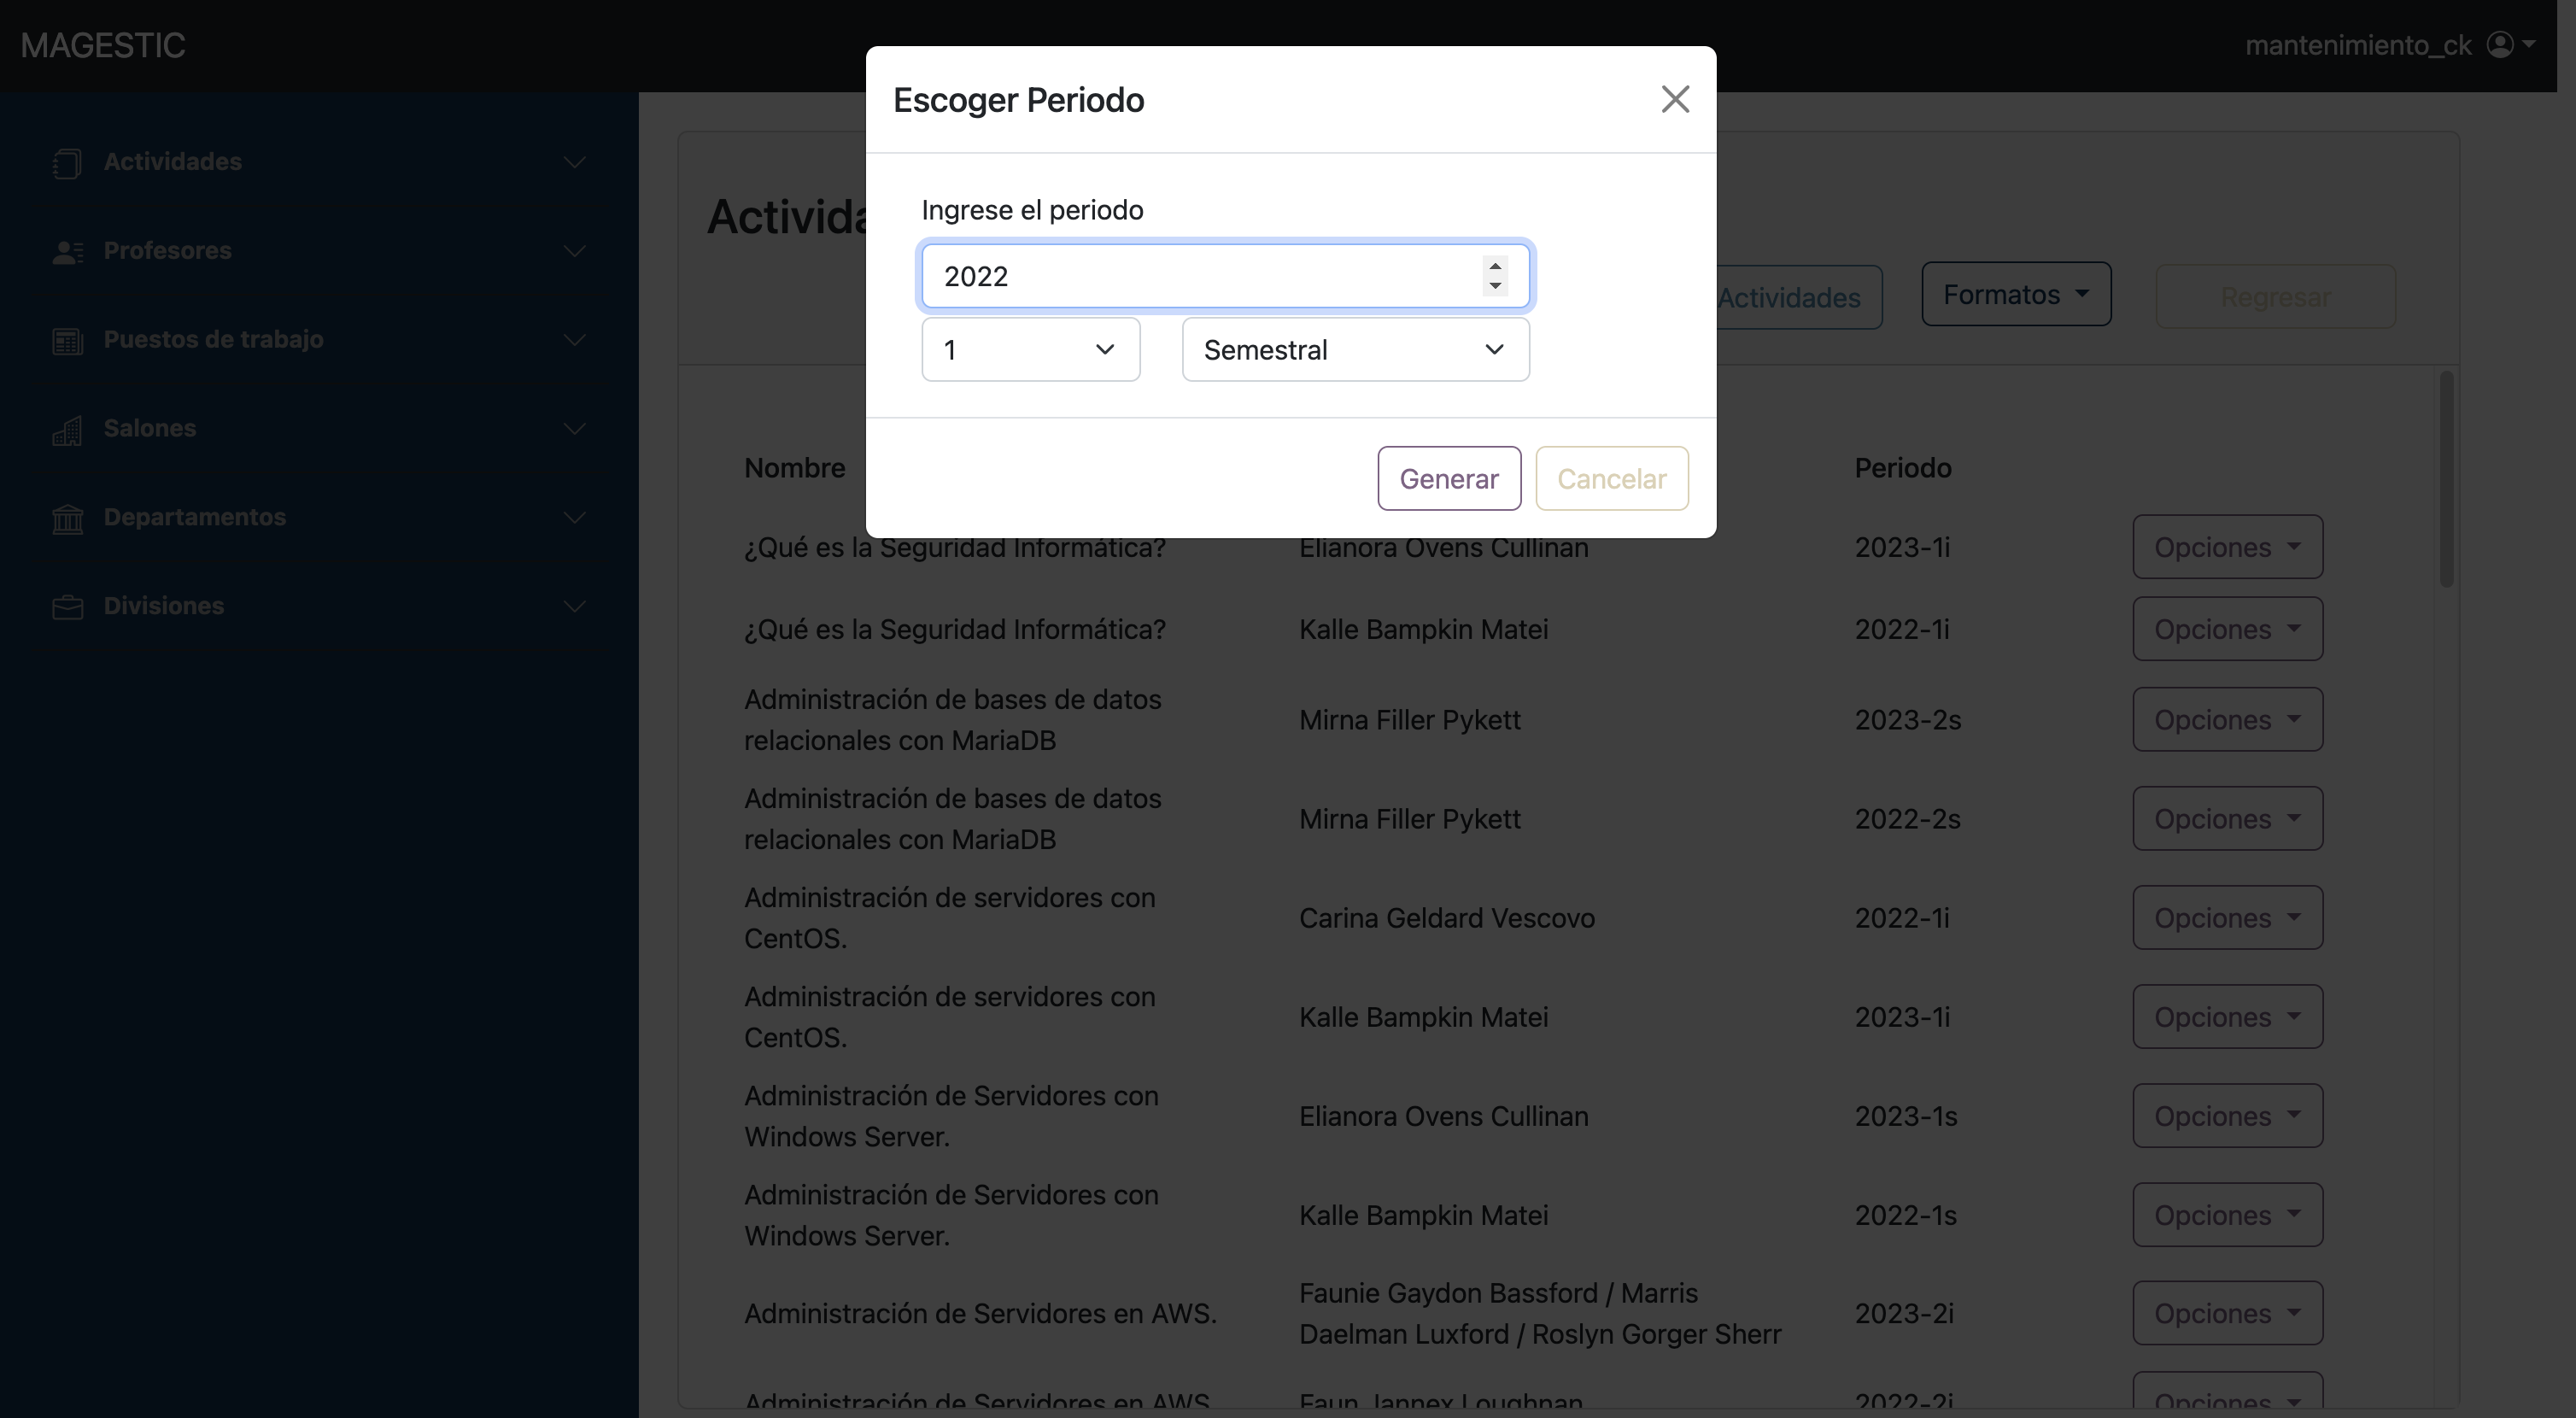 MAGESTIC
mantenimiento_ck
Actividades
Profesores
Puestos de trabajo
Salones
Departamentos
Divisiones
Escoger Periodo
Ingrese el periodo
2022
1
Semestral
Generar
Cancelar
Activida
Actividades
Formatos
Regresar
Nombre
Periodo
¿Qué es la Seguridad Informática?
Elianora Ovens Cullinan
2023-1i
Opciones
¿Qué es la Seguridad Informática?
Kalle Bampkin Matei
2022-1i
Opciones
Administración de bases de datos
relacionales con MariaDB
Mirna Filler Pykett
2023-2s
Opciones
Administración de bases de datos
relacionales con MariaDB
Mirna Filler Pykett
2022-2s
Opciones
Administración de servidores con
CentOS.
Carina Geldard Vescovo
2022-1i
Opciones
Administración de servidores con
CentOS.
Kalle Bampkin Matei
2023-1i
Opciones
Administración de Servidores con
Windows Server.
Elianora Ovens Cullinan
2023-1s
Opciones
Administración de Servidores con
Windows Server.
Kalle Bampkin Matei
2022-1s
Opciones
Administración de Servidores en AWS.
Faunie Gaydon Bassford / Marris
Daelman Luxford / Roslyn Gorger Sherr
2023-2i
Opciones
Administración de Servidores en AWS.
Faun Jannex Loughnan
2022-2i
Opciones